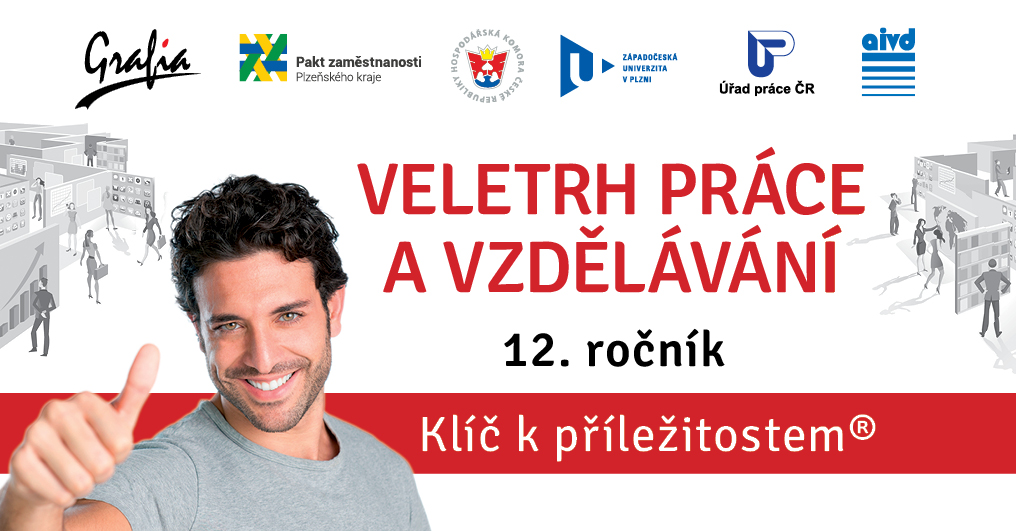 Grafia
Pakt zaměstnanosti
Plzeňského kraje
HOSPODÁŘSKÁ KOMORA ČESKÉ REPUBLIKY
ZÁPADOČESKÁ
UNIVERZITA
V PLZNI
Úřad práce ČR
aivd
VELETRH PRÁCE
A VZDĚLÁVÁNÍ
12. ročník
Klíč k příležitostem®